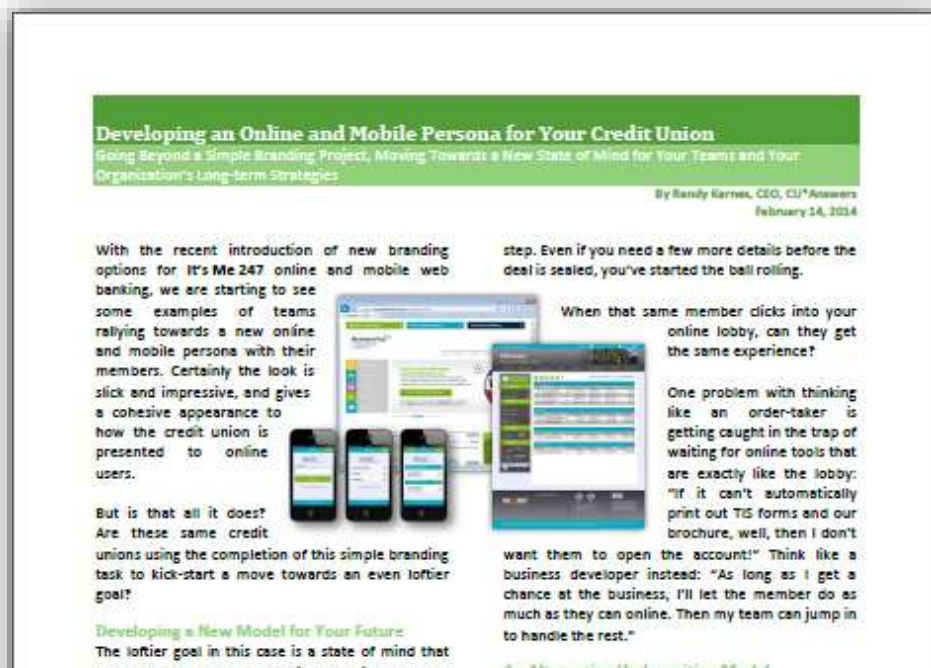 Developing an Online and Mobile Persona for Your Credit Union
Going Beyond a Simple Branding Project, Moving Towards a New State of Mind for Your Teams and Your
Organization's Long-term Strategies
By Randy Karnes, CEO, CU*Answers
February 14, 2014
With the recent introduction of new branding
options for It's Me 247 online and mobile web
banking, we are starting to see
some examples of teams
rallying towards a new online
and mobile persona with their
members. Certainly the look is
slick and impressive, and gives
a cohesive appearance to
how the credit union is
presented to online
users.
But is that all it does?
Are these same credit
unions using the completion of this simple branding
task to kick-start a move towards an even loftier
goal?
Developing a New Model for Your Future
The loftier goal in this case is a state of mind that
step. Even if you need a few more details before the
deal is sealed, you've started the ball rolling.
When that same member clicks into your
online lobby, can they get
the same experience?
One problem with thinking
like an order-taker is
getting caught in the trap of
waiting for online tools that
are exactly like the lobby:
"If it can't automatically
print out TIS forms and our
brochure, well, then I don't
want them to open the account!" Think like a
business developer instead: "As long as I get a
chance at the business, I'll let the member do as
much as they can online. Then my team can jump in
to handle the rest."